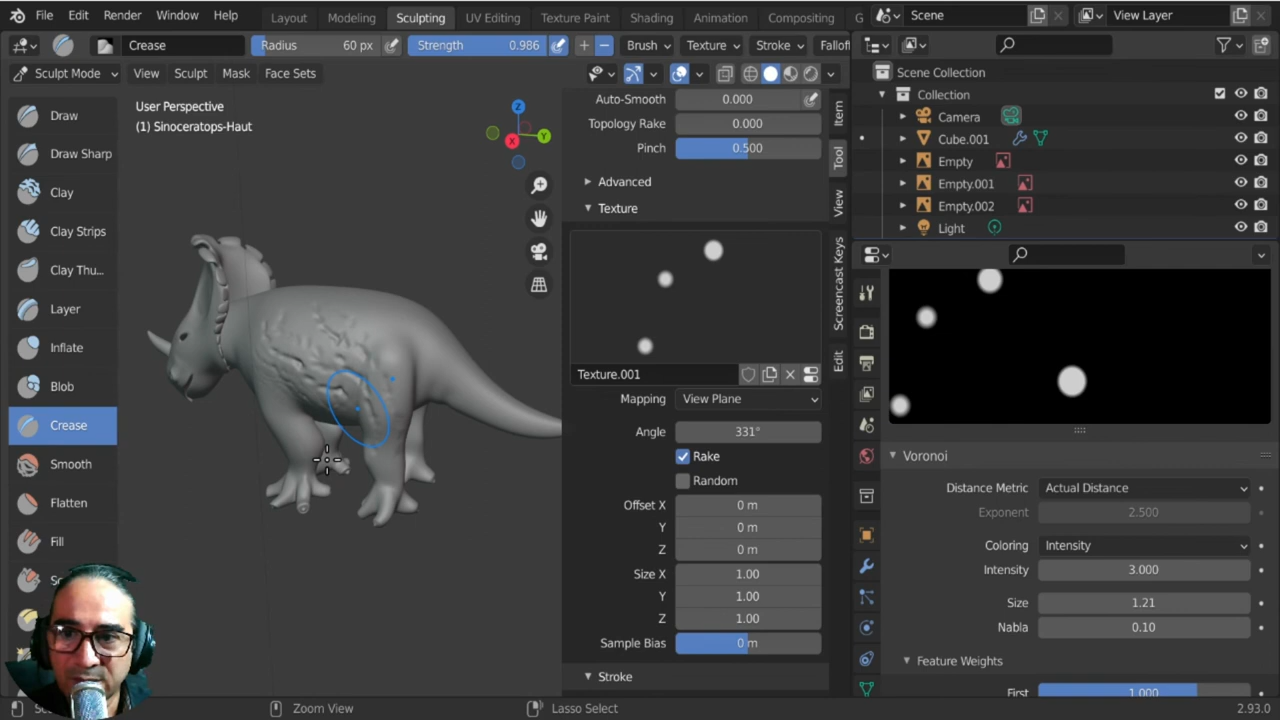 File Edit Render Window Help Layout Modeling Sculpting UV Editing Texture Paint Shading Animation Compositing G Scene View Layer
Crease Radius 60 px Strength 0.986 Brush Texture Stroke Falloff
Sculpt Mode View Sculpt Mask Face Sets
User Perspective
(1) Sinoceratops-Haut
Z
Y
X
Draw
Draw Sharp
Clay
Clay Strips
Clay Thu...
Layer
Inflate
Blob
Crease
Smooth
Flatten
Fill
Auto-Smooth 0.000
Topology Rake 0.000
Pinch 0.500
Advanced
Texture
Texture.001
Mapping View Plane
Angle 331°
Rake
Random
Offset X 0 m
Y 0 m
Z 0 m
Size X 1.00
Y 1.00
Z 1.00
Sample Bias 0 m
Stroke
Item
Tool
View
Screencast Keys
Edit
Scene Collection
Collection
Camera
Cube.001
Empty
Empty.001
Empty.002
Light
Voronoi
Distance Metric Actual Distance
Exponent 2.500
Coloring Intensity
Intensity 3.000
Size 1.21
Nabla 0.10
Feature Weights
First 1.000
Zoom View
Lasso Select
2.93.0